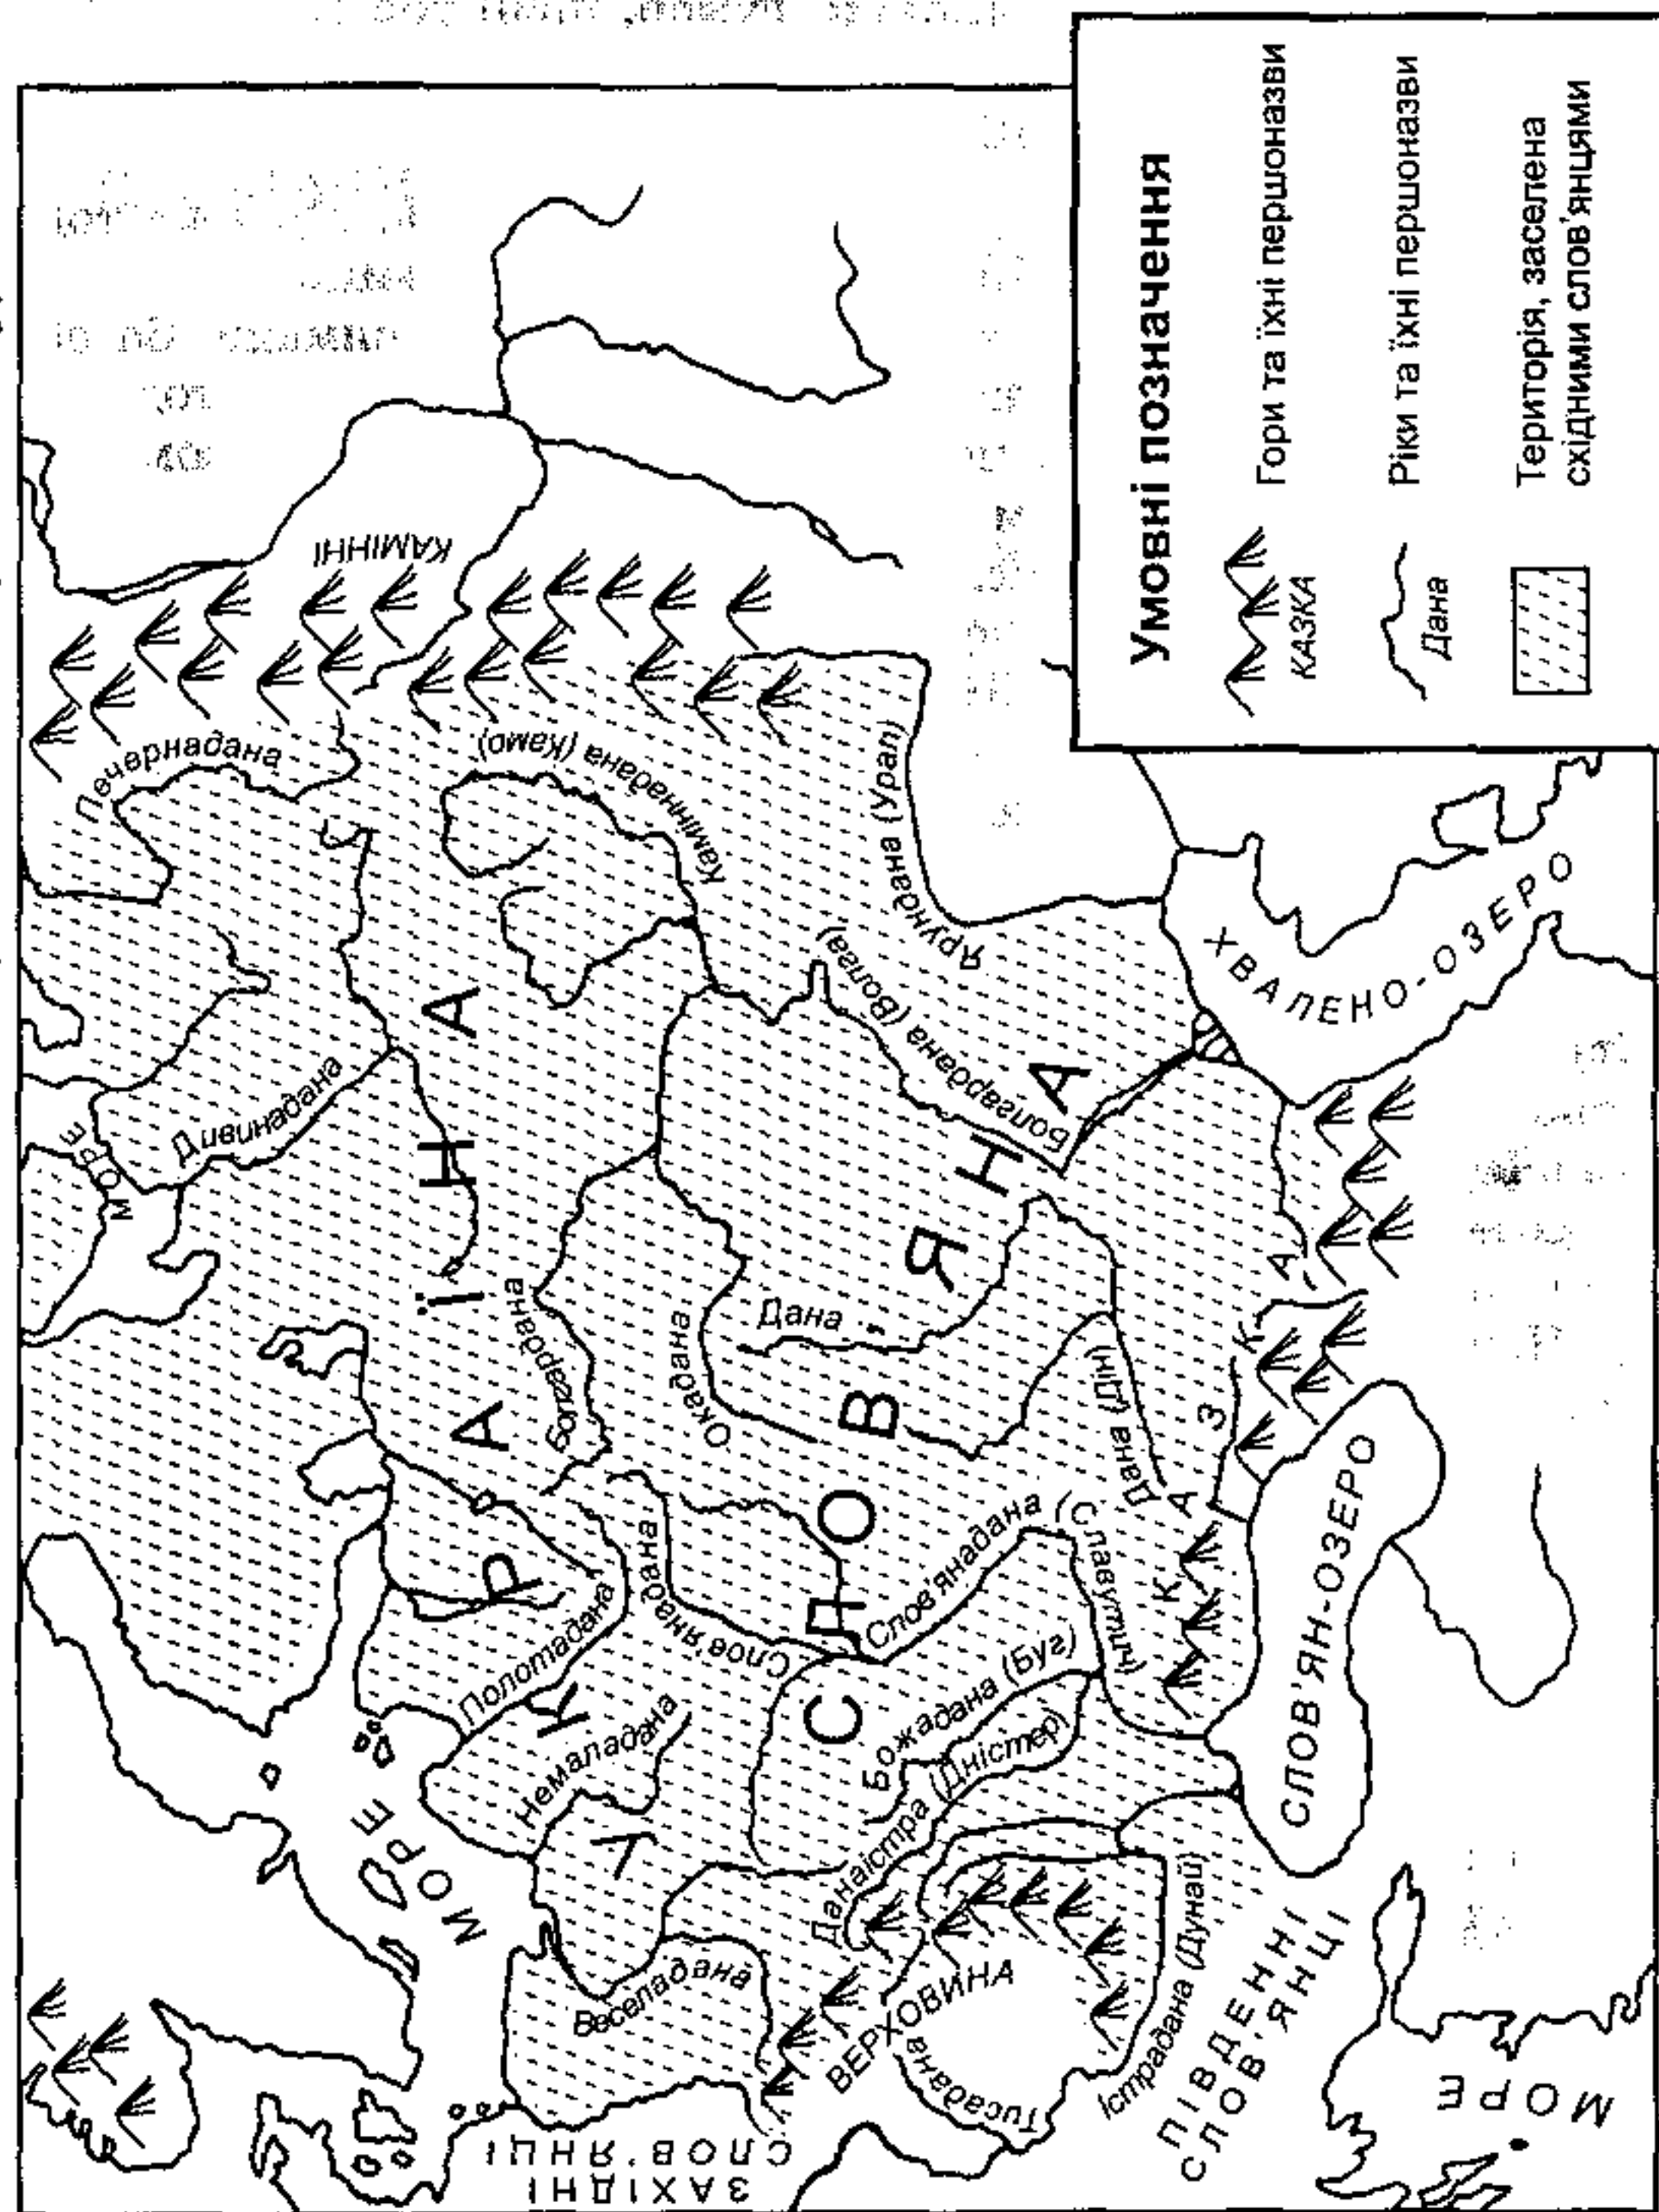 УКРАЇНА
СЛОВ'ЯНА
КАМІННІ
Печернадана
Двинадана
МОРЕ
Каміннадана (Камо)
Ярундана (Урал)
Болгардана (Волга)
Болгардана
Окадана
Дана
Дана (Дін)
Полотадана
Слов'янадана
Слов'янадана
(Славутич)
Немаладана
Божадана (Буг)
Данаістра (Дністер)
МОРЕ
Веселадана
ВЕРХОВИНА
Тисадана
Істрадана (Дунай)
КАЗКА
ХВАЛЕНО-ОЗЕРО
СЛОВ'ЯН-ОЗЕРО
ЗАХІДНІ
СЛОВ'ЯНЦІ
ПІВДЕННІ
СЛОВ'ЯНЦІ
МОРЕ
Умовні позначення
КАЗКА
Гори та їхні першоназви
Дана
Ріки та їхні першоназви
Територія, заселена
східними слов'янцями